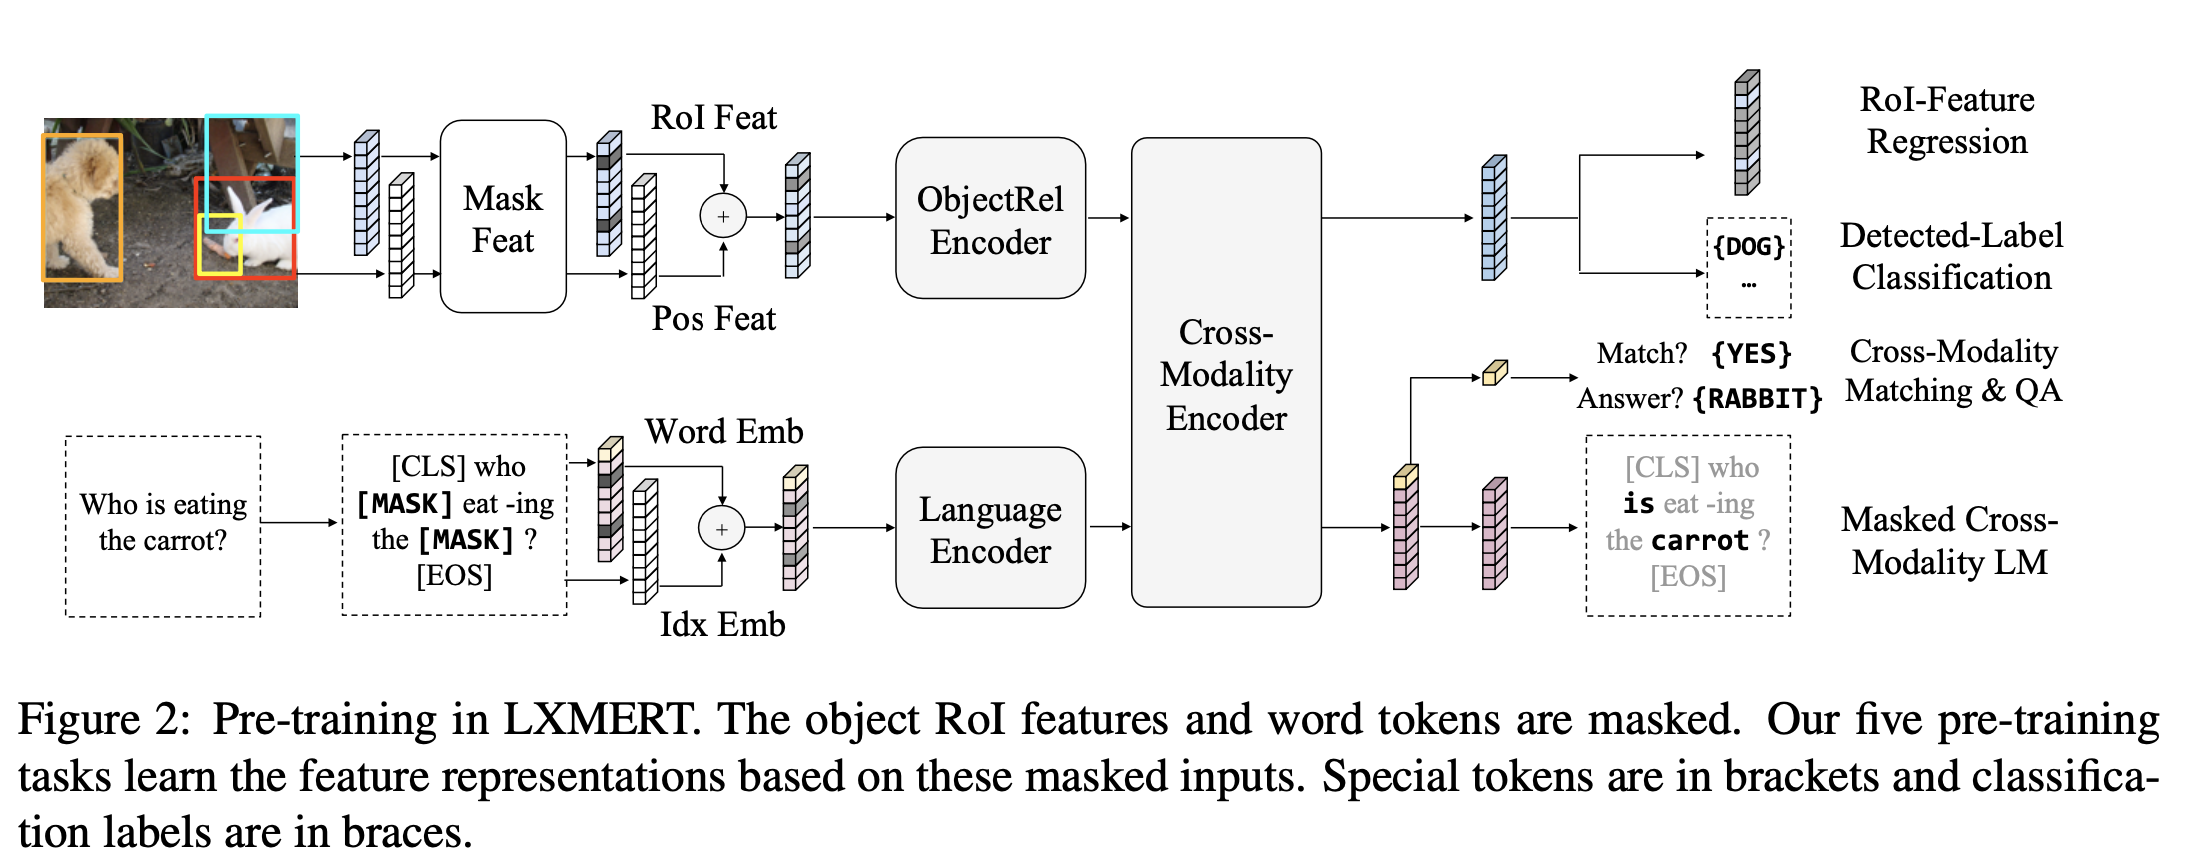 RoI Feat
Mask
Feat
Pos Feat
+
ObjectRel
Encoder
Who is eating
the carrot?
[CLS] who
[MASK] eat -ing
the [MASK] ?
[EOS]
Word Emb
+
Idx Emb
Language
Encoder
Cross-
Modality
Encoder
RoI-Feature
Regression
{DOG}
...
Detected-Label
Classification
Match? {YES}
Answer? {RABBIT}
Cross-Modality
Matching & QA
[CLS] who
is eat -ing
the carrot ?
[EOS]
Masked Cross-
Modality LM
Figure 2: Pre-training in LXMERT. The object RoI features and word tokens are masked. Our five pre-training
tasks learn the feature representations based on these masked inputs. Special tokens are in brackets and classifica-
tion labels are in braces.